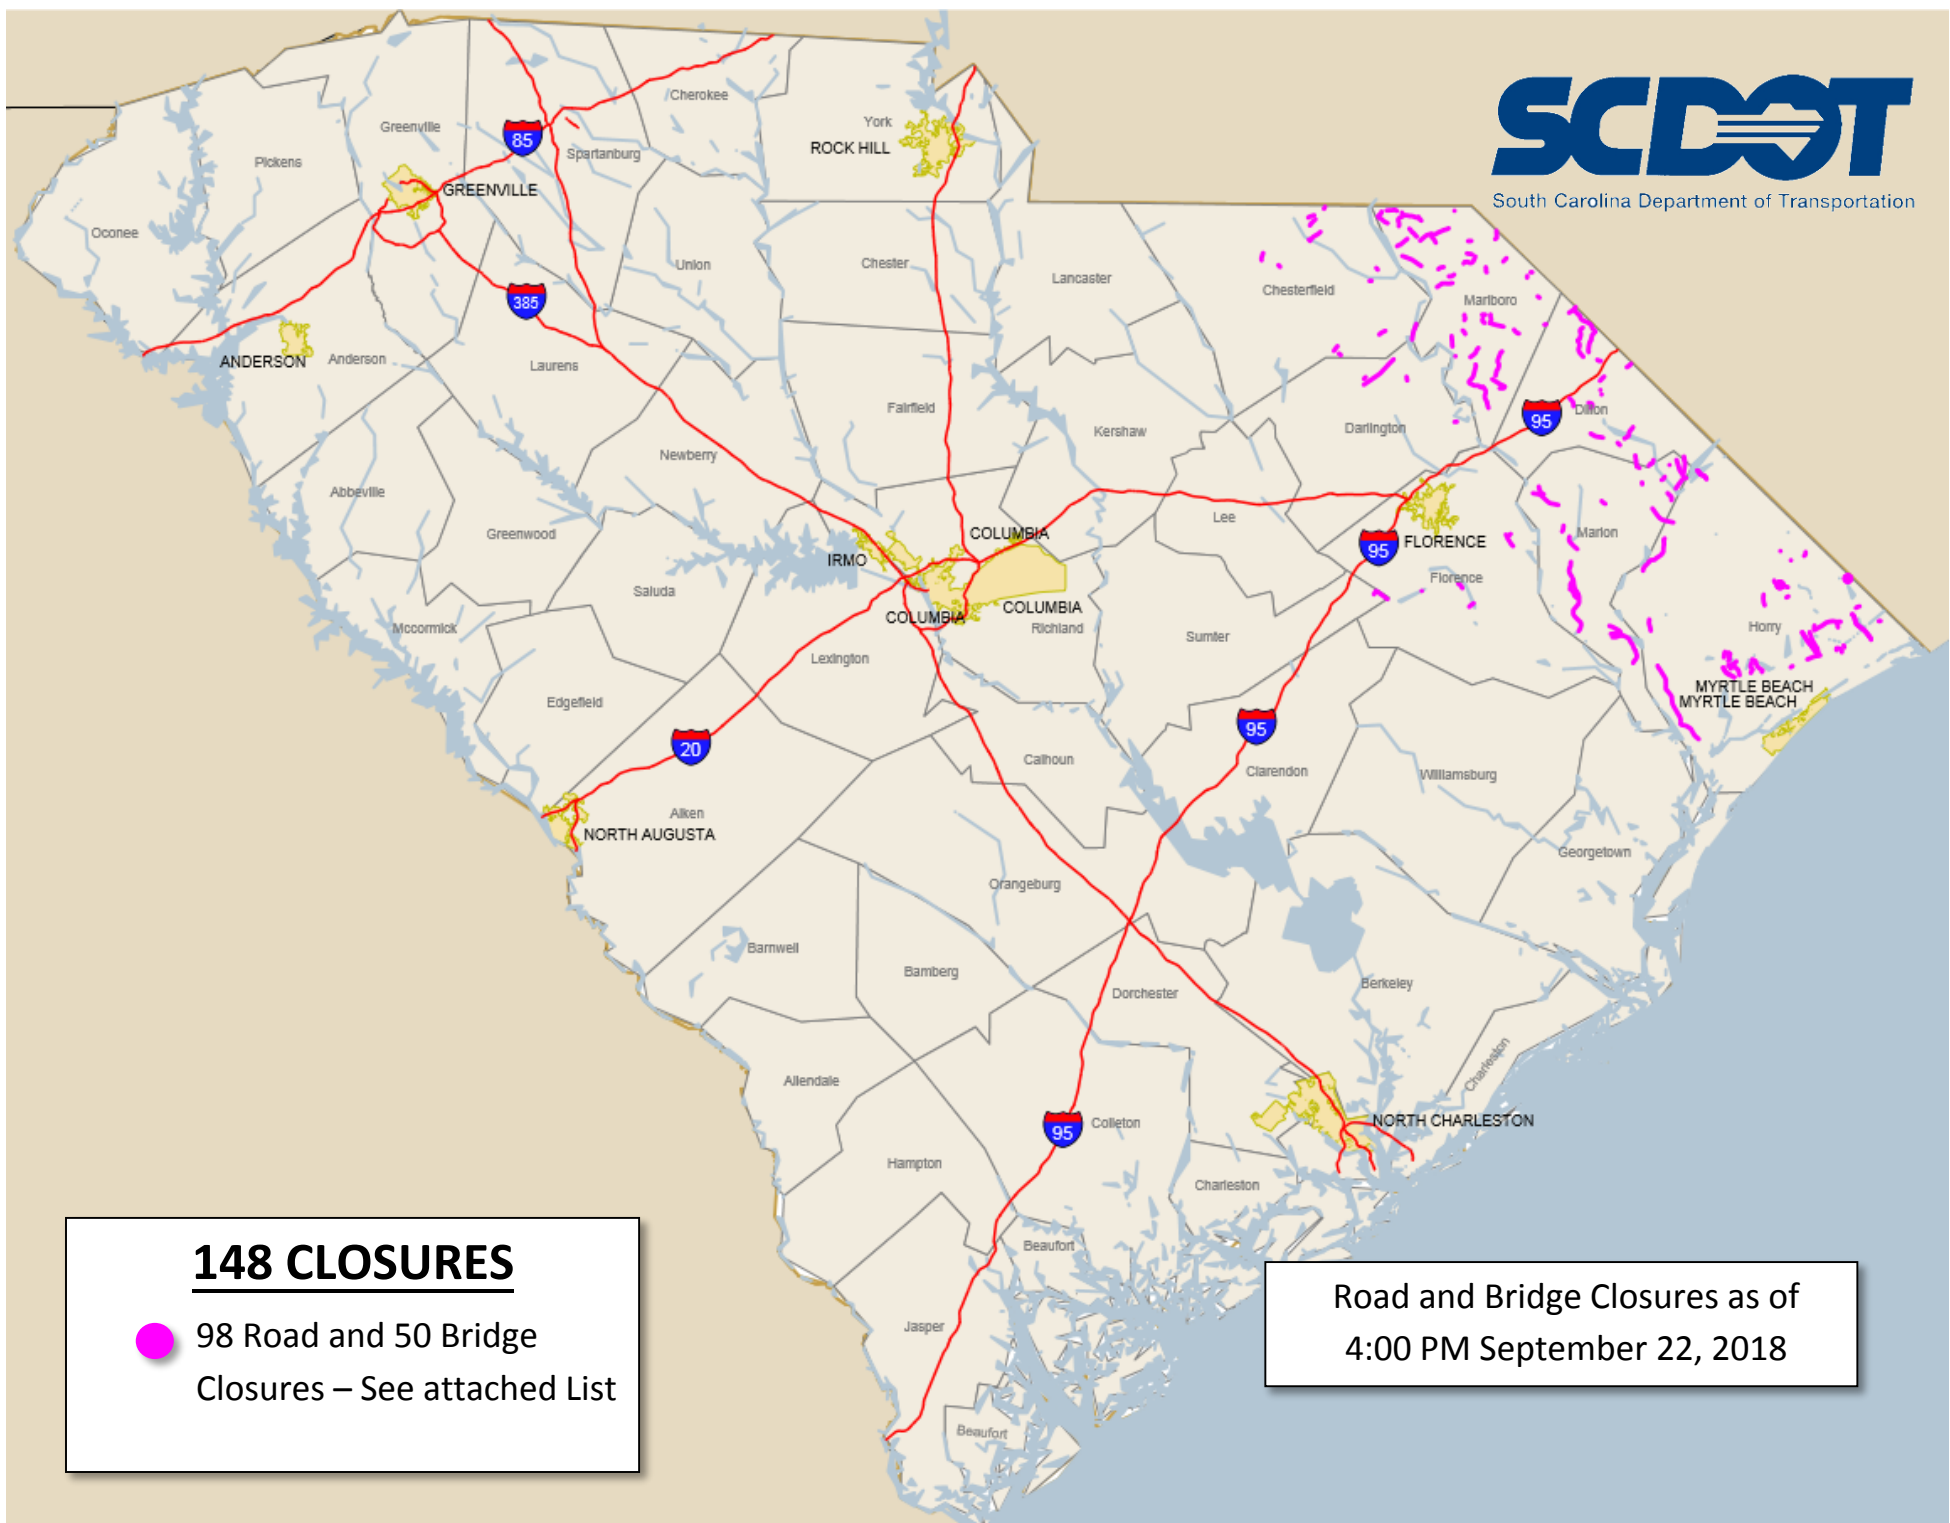 SCDOT
South Carolina Department of Transportation
Cherokee
Greenville
85
York
ROCK HILL
Spartanburg
Pickens
GREENVILLE
Oconee
Union
Chester
Lancaster
Chesterfield
Marlboro
385
ANDERSON
Anderson
Laurens
Fairfield
Kershaw
Darlington
95
Dillon
Newberry
Abbeville
Greenwood
Lee
COLUMBIA
IRMO
95
FLORENCE
Marion
Florence
Saluda
COLUMBIA
COLUMBIA
Richland
Mccormick
Sumter
Horry
Lexington
Edgefield
MYRTLE BEACH
MYRTLE BEACH
95
20
Calhoun
Clarendon
Williamsburg
Aiken
NORTH AUGUSTA
Georgetown
Orangeburg
Barnwell
Bamberg
Dorchester
Berkeley
Charleston
Allendale
95
Colleton
NORTH CHARLESTON
Hampton
Charleston
Beaufort
Jasper
Beaufort
148 CLOSURES
98 Road and 50 Bridge
Closures – See attached List
Road and Bridge Closures as of
4:00 PM September 22, 2018